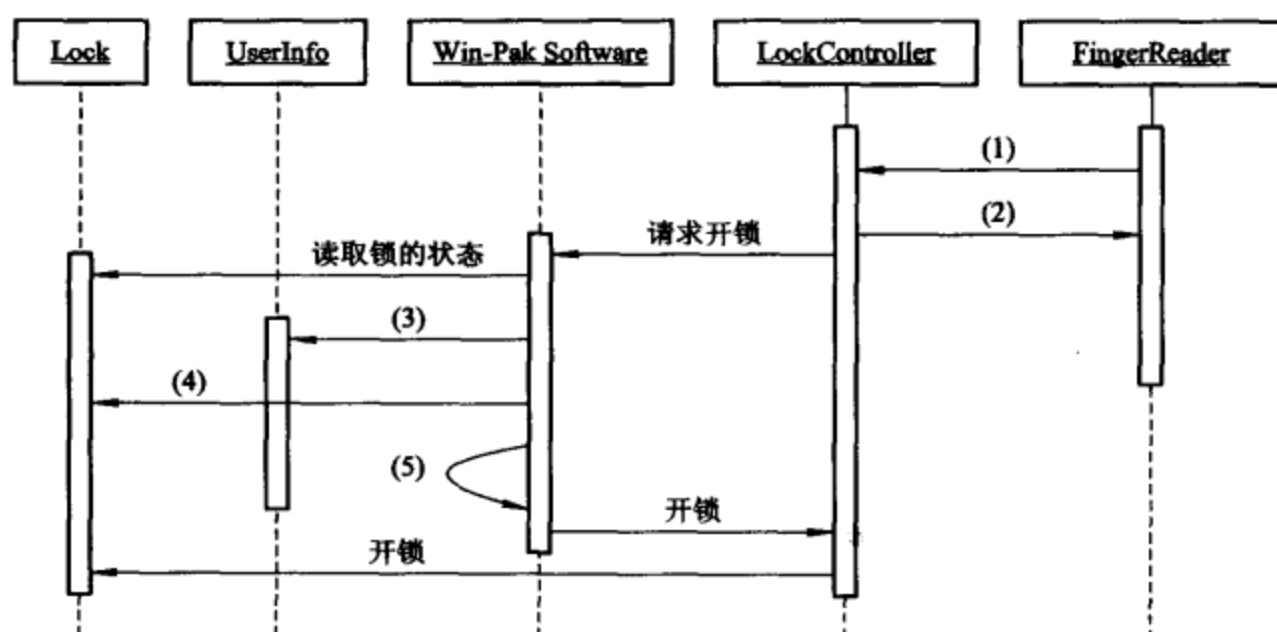 Lock UserInfo Win-Pak Software LockController FingerReader
(1)
(2)
请求开锁
读取锁的状态
(3)
(4)
(5)
开锁
开锁